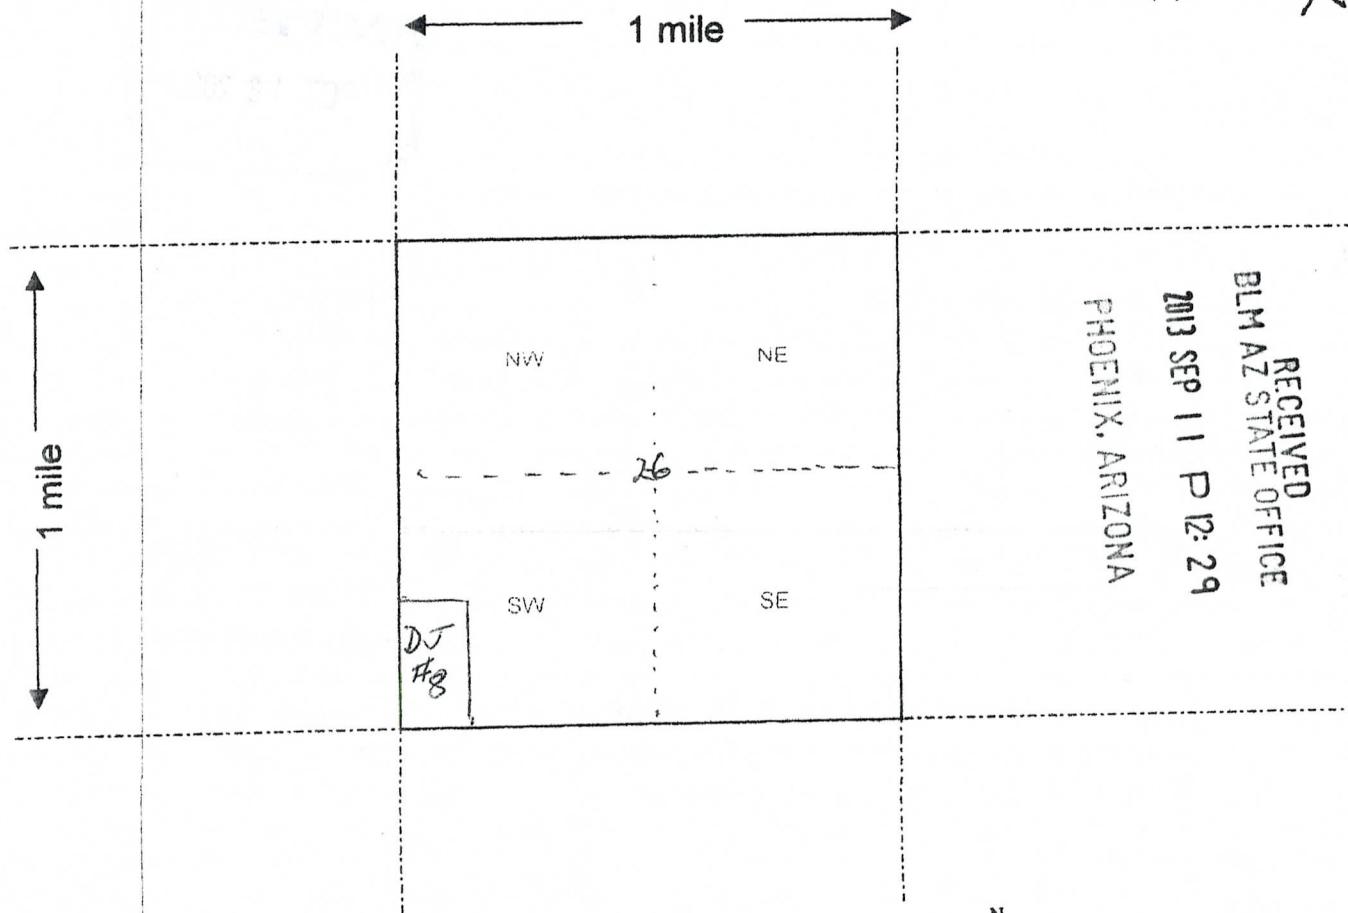 1 mile
1 mile
NW
NE
26
SW
SE
DJ
#8
RECEIVED
BLM AZ STATE OFFICE
2013 SEP 11 P 12:29
PHOENIX, ARIZONA
N